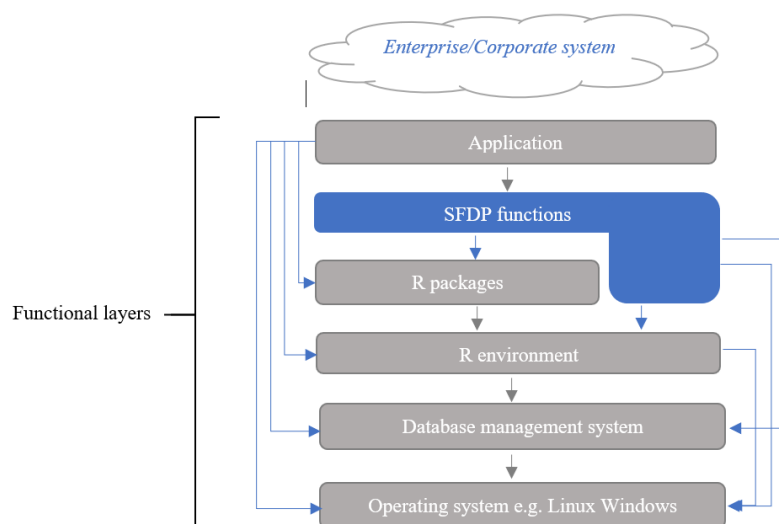 Enterprise/Corporate system
Application
SFDP functions
R packages
Functional layers
R environment
Database management system
Operating system e.g. Linux Windows